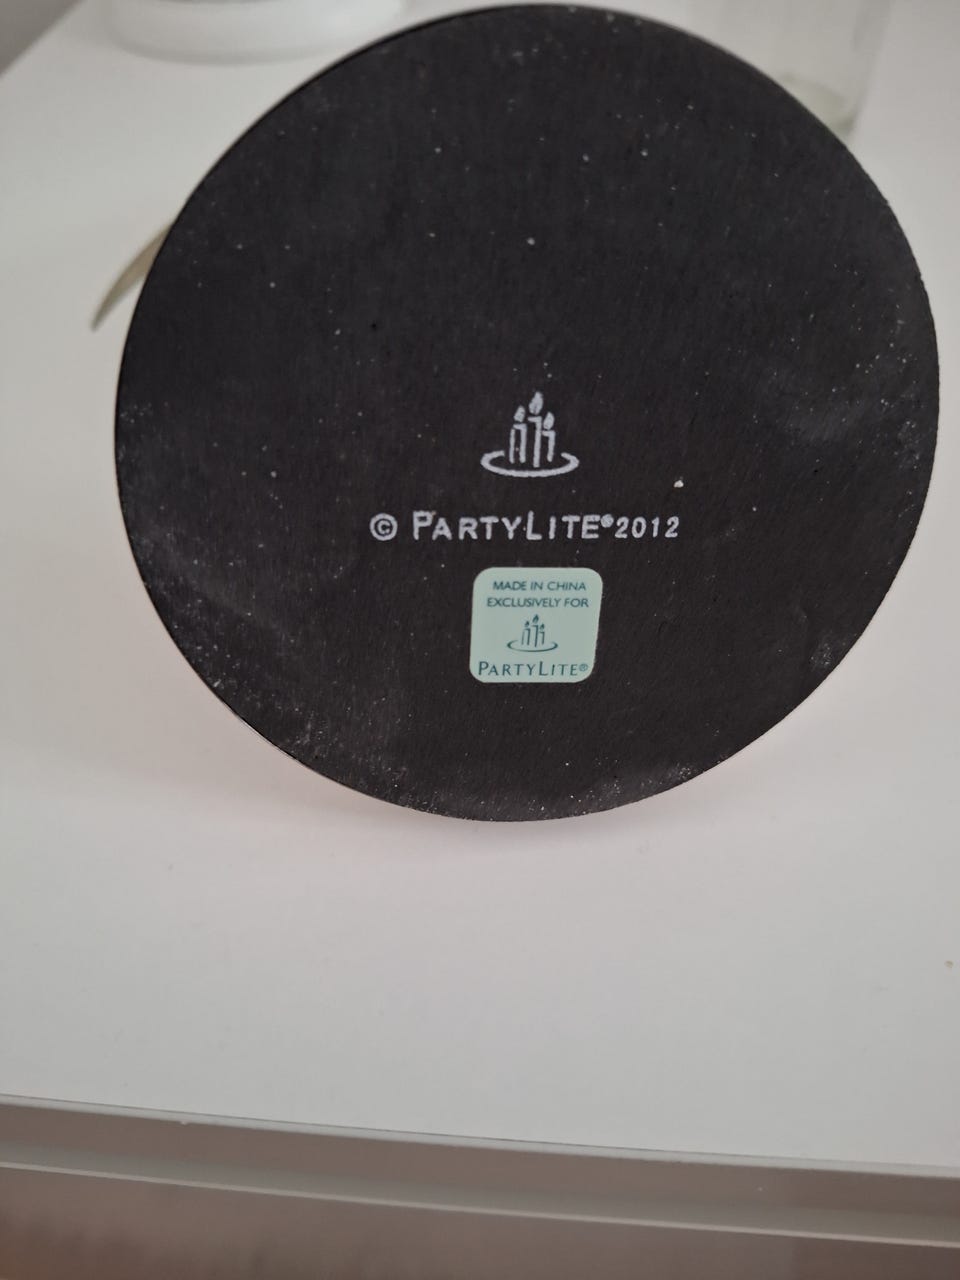 © PARTYLITE® 2012
MADE IN CHINA
EXCLUSIVELY FOR
PARTYLITE®